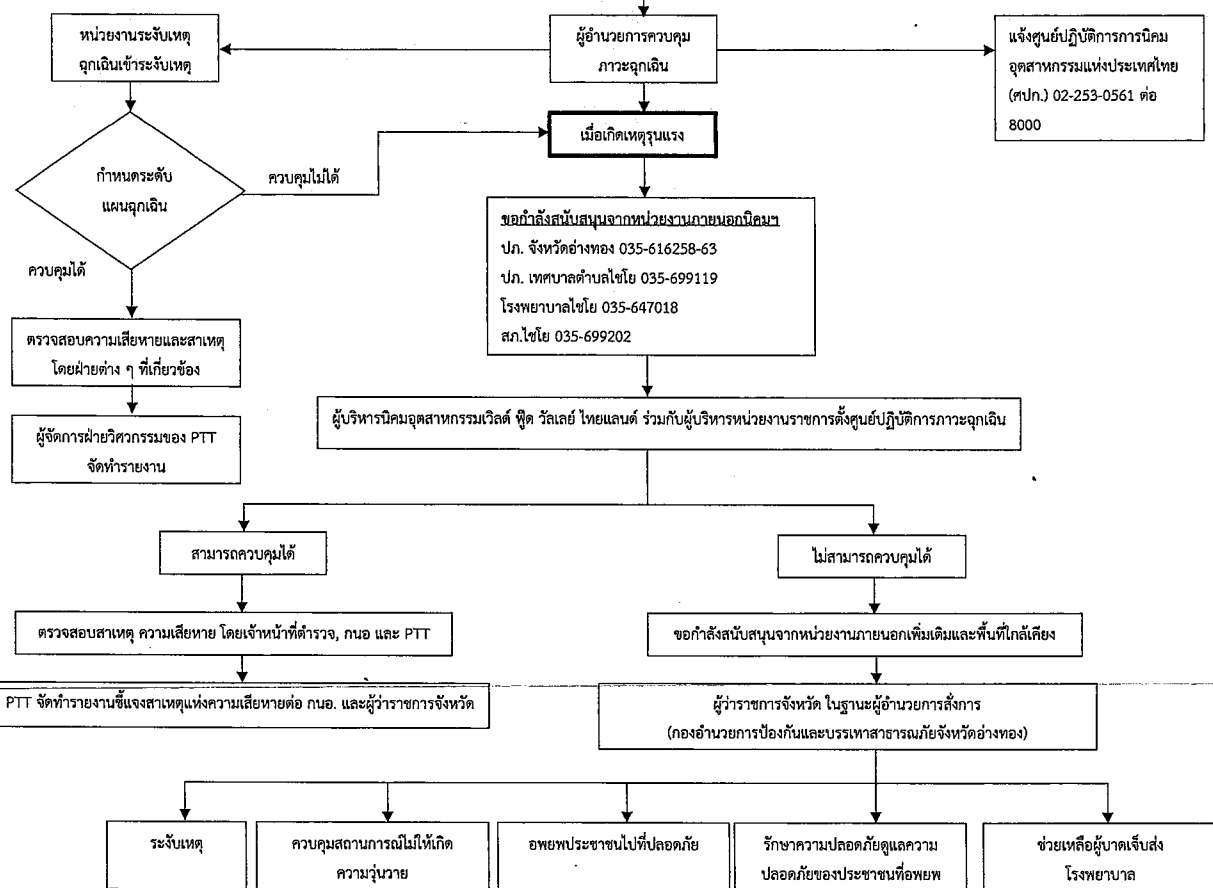 หน่วยงานระงับเหตุ
ฉุกเฉินเข้าระงับเหตุ
ผู้อำนวยการควบคุม
ภาวะฉุกเฉิน
แจ้งศูนย์ปฏิบัติการการนิคม
อุตสาหกรรมแห่งประเทศไทย
(ศปก.) 02-253-0561 ต่อ
8000
เมื่อเกิดเหตุรุนแรง
กำหนดระดับ
แผนฉุกเฉิน
ควบคุมไม่ได้
ควบคุมได้
ขอกำลังสนับสนุนจากหน่วยงานภายนอกนิคมฯ
ปภ. จังหวัดอ่างทอง 035-616258-63
ปภ. เทศบาลตำบลไชโย 035-699119
โรงพยาบาลไชโย 035-647018
สภ.ไชโย 035-699202
ตรวจสอบความเสียหายและสาเหตุ
โดยฝ่ายต่าง ๆ ที่เกี่ยวข้อง
ผู้จัดการฝ่ายวิศวกรรมของ PTT
จัดทำรายงาน
ผู้บริหารนิคมอุตสาหกรรมเวิลด์ ฟู๊ด วัลเลย์ ไทยแลนด์ ร่วมกับผู้บริหารหน่วยงานราชการตั้งศูนย์ปฏิบัติการภาวะฉุกเฉิน
สามารถควบคุมได้
ไม่สามารถควบคุมได้
ตรวจสอบสาเหตุ ความเสียหาย โดยเจ้าหน้าที่ตำรวจ, กนอ และ PTT
ขอกำลังสนับสนุนจากหน่วยงานภายนอกเพิ่มเติมและพื้นที่ใกล้เคียง
PTT จัดทำรายงานชี้แจงสาเหตุแห่งความเสียหายต่อ กนอ. และผู้ว่าราชการจังหวัด
ผู้ว่าราชการจังหวัด ในฐานะผู้อำนวยการสั่งการ
(กองอำนวยการป้องกันและบรรเทาสาธารณภัยจังหวัดอ่างทอง)
ระงับเหตุ
ควบคุมสถานการณ์ไม่ให้เกิด
ความวุ่นวาย
อพยพประชาชนไปที่ปลอดภัย
รักษาความปลอดภัยดูแลความ
ปลอดภัยของประชาชนที่อพยพ
ช่วยเหลือผู้บาดเจ็บส่ง
โรงพยาบาล